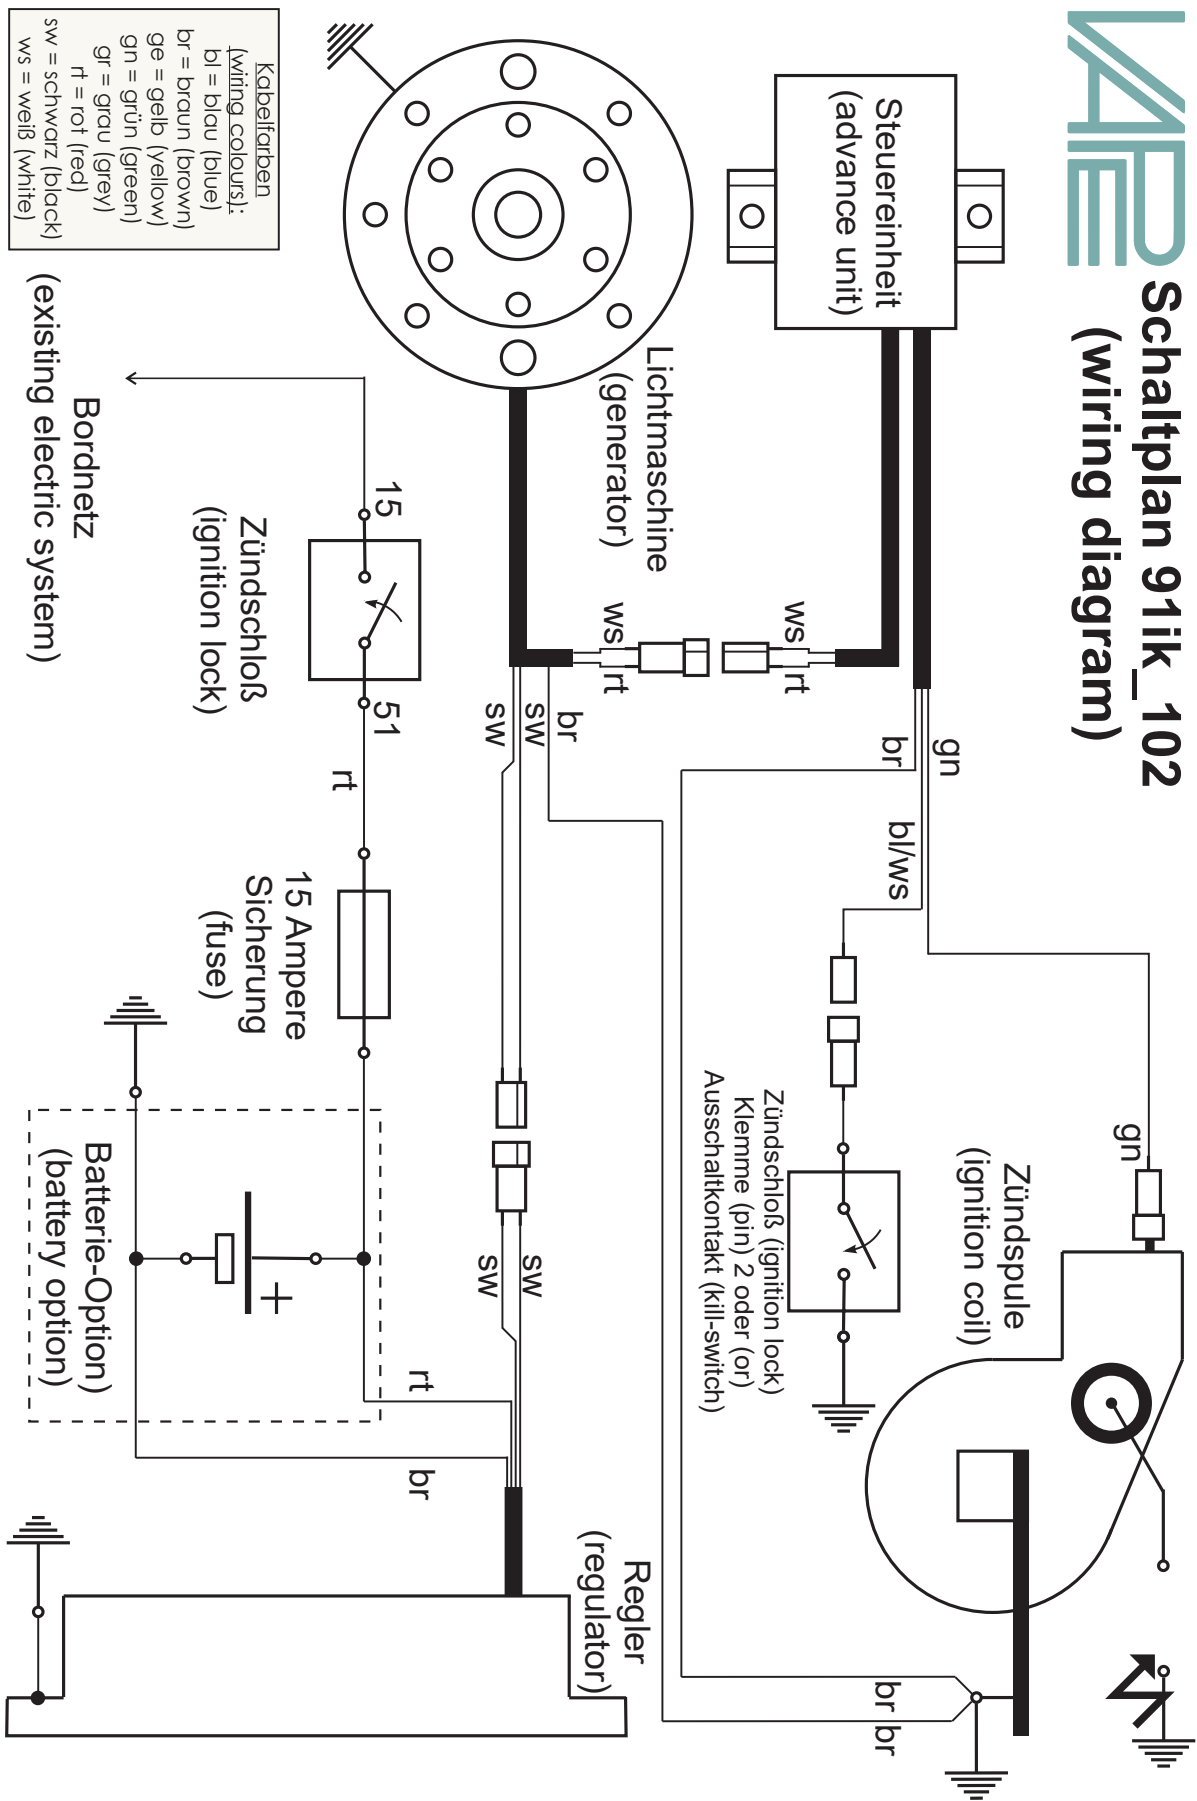 VAPE
Schaltplan 91ik_102
(wiring diagram)
Steuereinheit
(advance unit)
Lichtmaschine
(generator)
ws
rt
ws
rt
gn
br
bl/ws
br
sw
sw
gn
Zündspule
(ignition coil)
Zündschloß (ignition lock)
Klemme (pin) 2 oder (or)
Ausschaltkontakt (kill-switch)
br
br
15
51
Zündschloß
(ignition lock)
rt
15 Ampere
Sicherung
(fuse)
sw
sw
rt
br
Regler
(regulator)
+
Batterie-Option)
(battery option)
Bordnetz
(existing electric system)
Kabelfarben
(wiring colours):
bl = blau (blue)
br = braun (brown)
ge = gelb (yellow)
gn = grün (green)
gr = grau (grey)
rt = rot (red)
sw = schwarz (black)
ws = weiß (white)